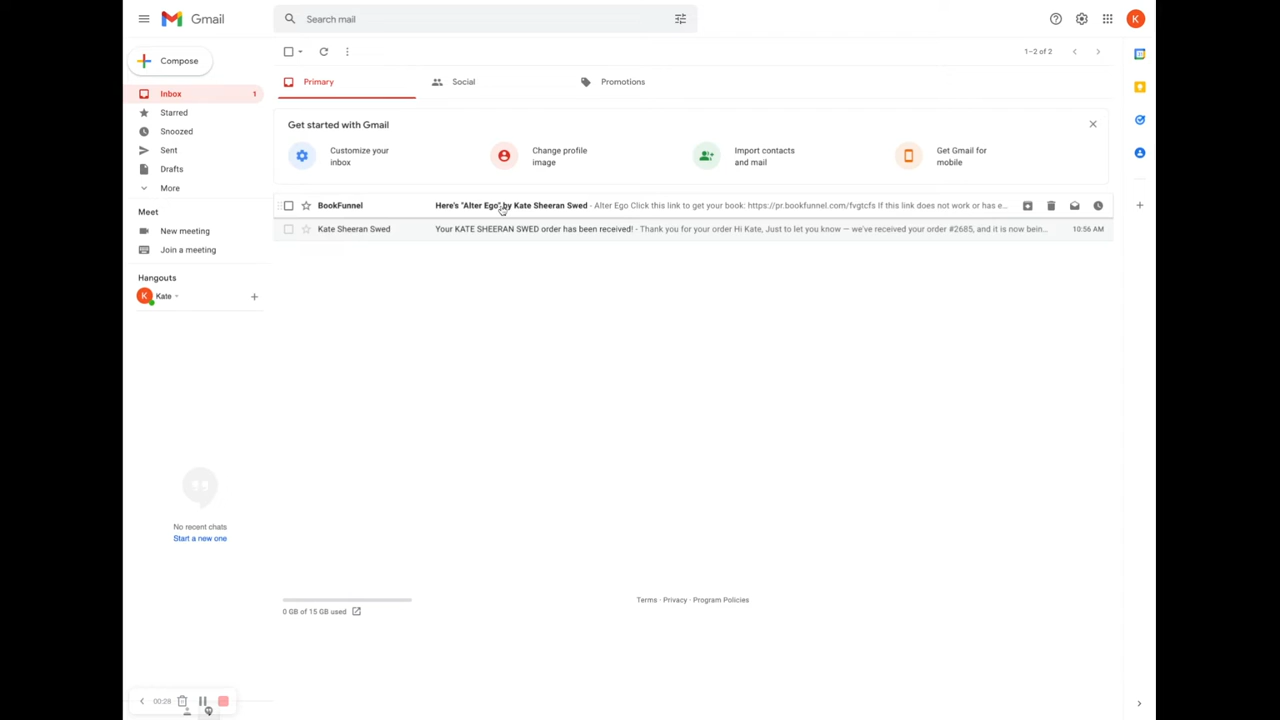 Gmail
Search mail
K
Compose
1–2 of 2
Inbox 1
Primary
Social
Promotions
Starred
Snoozed
Sent
Drafts
More
Get started with Gmail
Customize your inbox
Change profile image
Import contacts and mail
Get Gmail for mobile
BookFunnel Here's "Alter Ego" by Kate Sheeran Swed - Alter Ego Click this link to get your book: https://pr.bookfunnel.com/fvgtcfs If this link does not work or has e...
Kate Sheeran Swed Your KATE SHEERAN SWED order has been received! - Thank you for your order Hi Kate, Just to let you know — we've received your order #2685, and it is now bein... 10:56 AM
Meet
New meeting
Join a meeting
Hangouts
K Kate
No recent chats
Start a new one
0 GB of 15 GB used
Terms · Privacy · Program Policies
00:28